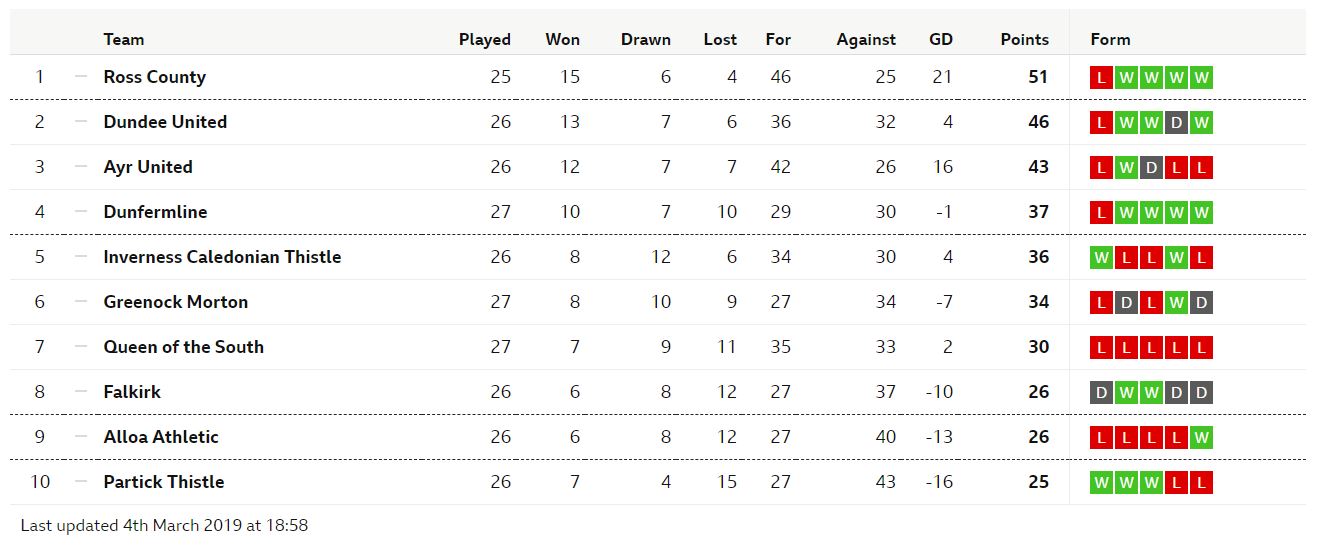 Team Played Won Drawn Lost For Against GD Points Form
1 Ross County 25 15 6 4 46 25 21 51 L W W W W
2 Dundee United 26 13 7 6 36 32 4 46 L W W D W
3 Ayr United 26 12 7 7 42 26 16 43 L W D L L
4 Dunfermline 27 10 7 10 29 30 -1 37 L W W W W
5 Inverness Caledonian Thistle 26 8 12 6 34 30 4 36 W L L W L
6 Greenock Morton 27 8 10 9 27 34 -7 34 L D L W D
7 Queen of the South 27 7 9 11 35 33 2 30 L L L L L
8 Falkirk 26 6 8 12 27 37 -10 26 D W W D D
9 Alloa Athletic 26 6 8 12 27 40 -13 26 L L L L W
10 Partick Thistle 26 7 4 15 27 43 -16 25 W W W L L
Last updated 4th March 2019 at 18:58